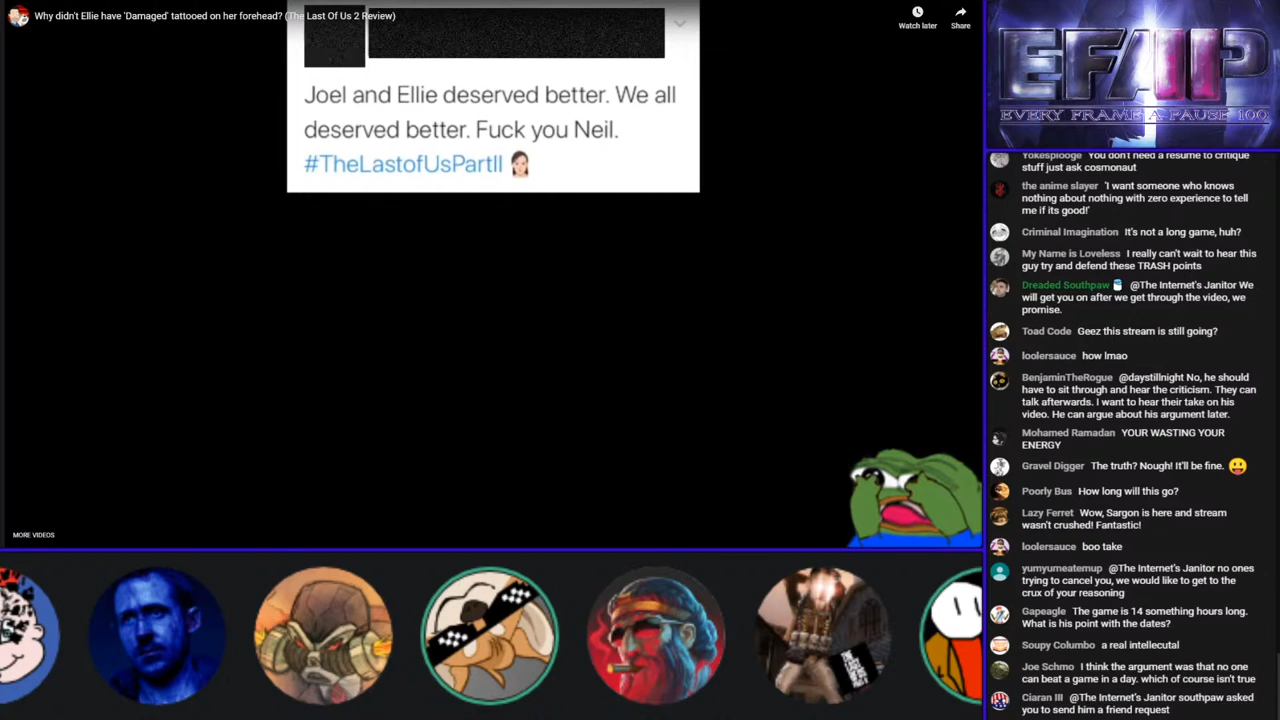 Why didn't Ellie have 'Damaged' tattooed on her forehead? (The Last Of Us 2 Review)
Watch later
Share
Joel and Ellie deserved better. We all
deserved better. Fuck you Neil.
#TheLastofUsPartII
MORE VIDEOS
EFAP
EVERY FRAME A PAUSE 100
Yokesplooge You don't need a resume to critique
stuff just ask cosmonaut
the anime slayer 'I want someone who knows
nothing about nothing with zero experience to tell
me if its good!'
Criminal Imagination It's not a long game, huh?
My Name is Loveless I really can't wait to hear this
guy try and defend these TRASH points
Dreaded Southpaw @The Internet's Janitor We
will get you on after we get through the video, we
promise.
Toad Code Geez this stream is still going?
loolersauce how lmao
BenjaminTheRogue @daystillnight No, he should
have to sit through and hear the criticism. They can
talk afterwards. I want to hear their take on his
video. He can argue about his argument later.
Mohamed Ramadan YOUR WASTING YOUR
ENERGY
Gravel Digger The truth? Nough! It'll be fine.
Poorly Bus How long will this go?
Lazy Ferret Wow, Sargon is here and stream
wasn't crushed! Fantastic!
loolersauce boo take
yumyumeatemup @The Internet's Janitor no ones
trying to cancel you, we would like to get to the
crux of your reasoning
Gapeagle The game is 14 something hours long.
What is his point with the dates?
Soupy Columbo a real intellecutal
Joe Schmo I think the argument was that no one
can beat a game in a day. which of course isn't true
Ciaran III @The Internet's Janitor southpaw asked
you to send him a friend request